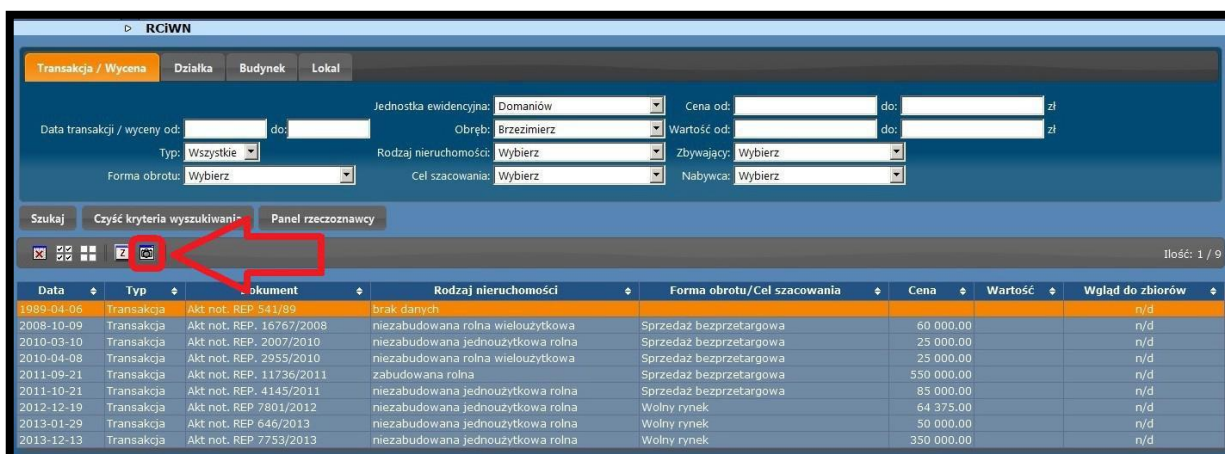 RCiWN
Transakcja / Wycena Działka Budynek Lokal
Jednostka ewidencyjna: Domaniów Cena od: do: zł
Data transakcji / wyceny od: do: Obręb: Brzezimierz Wartość od: do: zł
Typ: Wszystkie Rodzaj nieruchomości: Wybierz Zbywający: Wybierz
Forma obrotu: Wybierz Cel szacowania: Wybierz Nabywca: Wybierz
Szukaj Czyść kryteria wyszukiwania Panel rzeczoznawcy
Z Ilość: 1 / 9
Data Typ Dokument Rodzaj nieruchomości Forma obrotu/Cel szacowania Cena Wartość Wgląd do zbiorów
1989-04-06 Transakcja Akt not. REP 541/89 brak danych n/d
2008-10-09 Transakcja Akt not. REP. 16767/2008 niezabudowana rolna wieloużytkowa Sprzedaż bezprzetargowa 60 000.00 n/d
2010-03-10 Transakcja Akt not. REP. 2007/2010 niezabudowana jednoużytkowa rolna Sprzedaż bezprzetargowa 25 000.00 n/d
2010-04-08 Transakcja Akt not. REP. 2955/2010 niezabudowana rolna wieloużytkowa Sprzedaż bezprzetargowa 25 000.00 n/d
2011-09-21 Transakcja Akt not. REP. 11736/2011 zabudowana rolna Sprzedaż bezprzetargowa 550 000.00 n/d
2011-10-21 Transakcja Akt not. REP. 4145/2011 niezabudowana jednoużytkowa rolna Sprzedaż bezprzetargowa 85 000.00 n/d
2012-12-19 Transakcja Akt not. REP 7801/2012 niezabudowana jednoużytkowa rolna Wolny rynek 64 375.00 n/d
2013-01-29 Transakcja Akt not. REP 646/2013 niezabudowana jednoużytkowa rolna Wolny rynek 50 000.00 n/d
2013-12-13 Transakcja Akt not. REP 7753/2013 niezabudowana jednoużytkowa rolna Wolny rynek 350 000.00 n/d